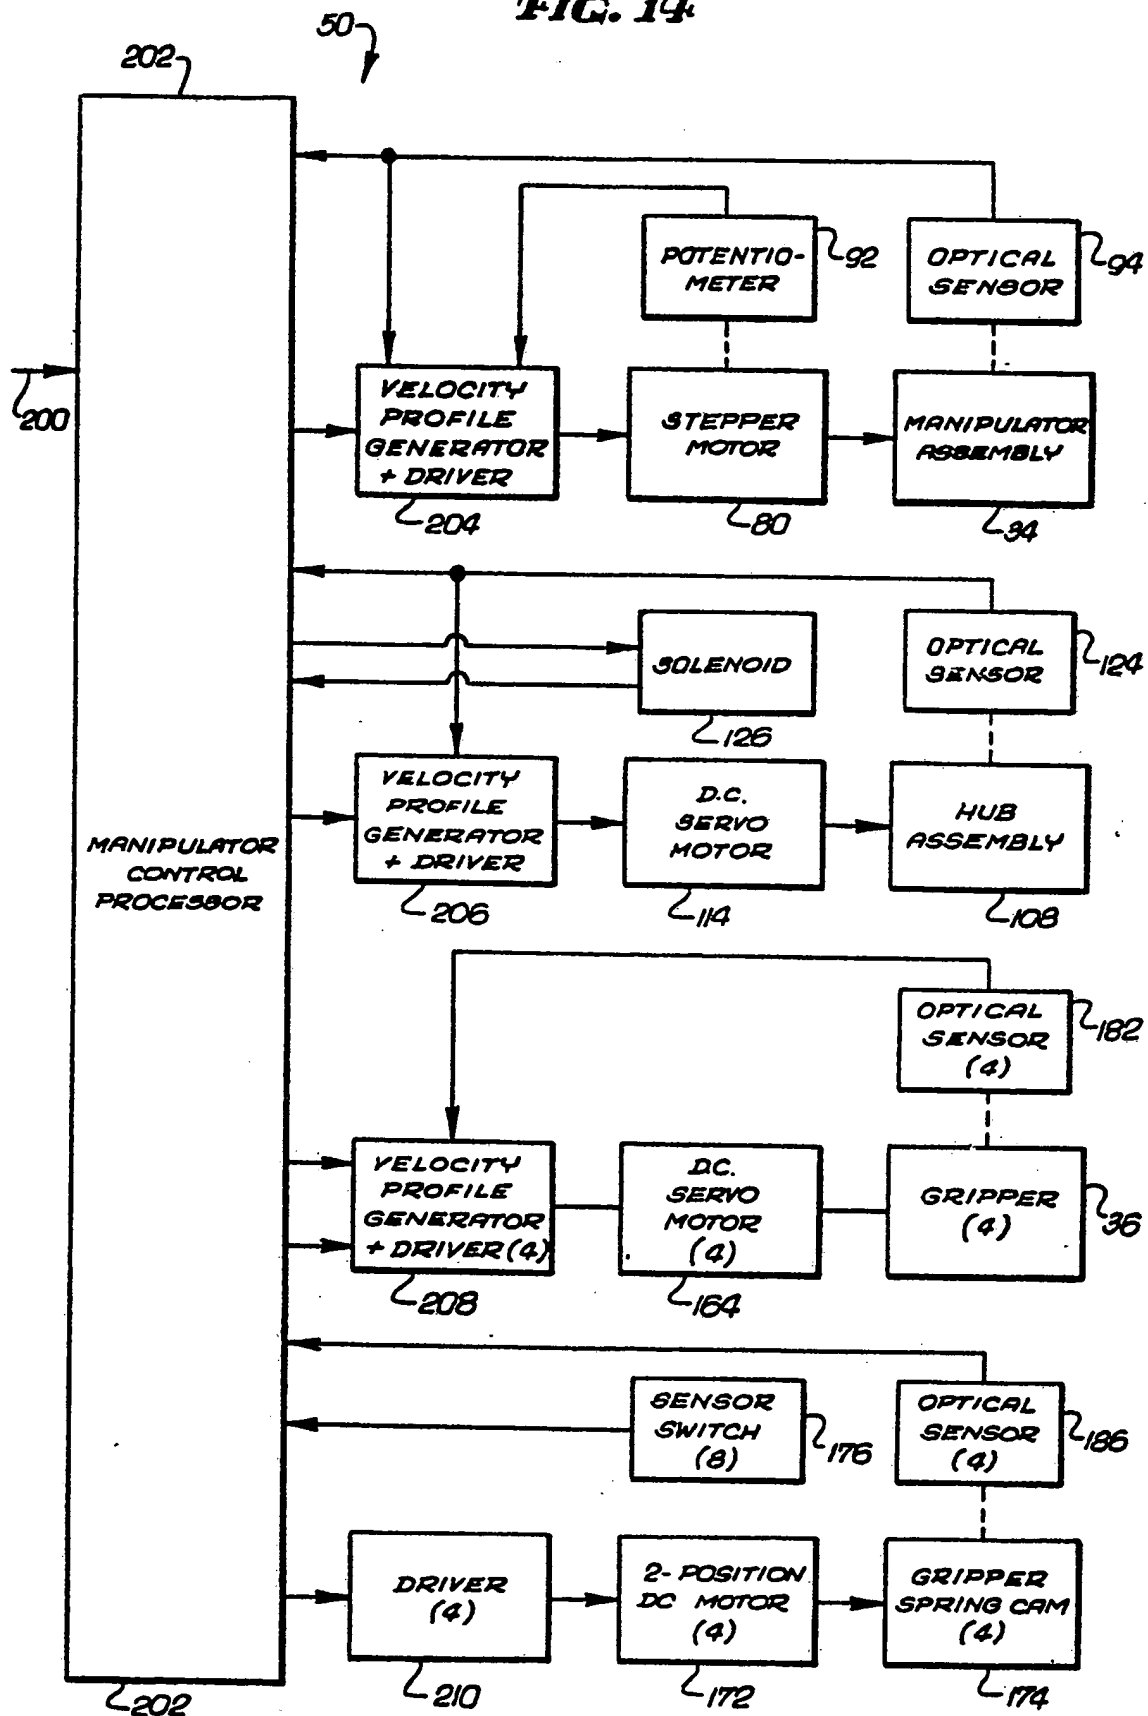 FIG. 14
50
202
POTENTIO-
METER
92
OPTICAL
SENSOR
94
200
VELOCITY
PROFILE
GENERATOR
+ DRIVER
204
STEPPER
MOTOR
80
MANIPULATOR
ASSEMBLY
34
SOLENOID
126
OPTICAL
SENSOR
124
MANIPULATOR
CONTROL
PROCESSOR
VELOCITY
PROFILE
GENERATOR
+ DRIVER
206
D.C.
SERVO
MOTOR
114
HUB
ASSEMBLY
108
OPTICAL
SENSOR
(4)
182
VELOCITY
PROFILE
GENERATOR
+ DRIVER (4)
208
D.C.
SERVO
MOTOR
(4)
164
GRIPPER
(4)
36
SENSOR
SWITCH
(8)
176
OPTICAL
SENSOR
(4)
186
DRIVER
(4)
210
2-POSITION
DC MOTOR
(4)
172
GRIPPER
SPRING CAM
(4)
174
202